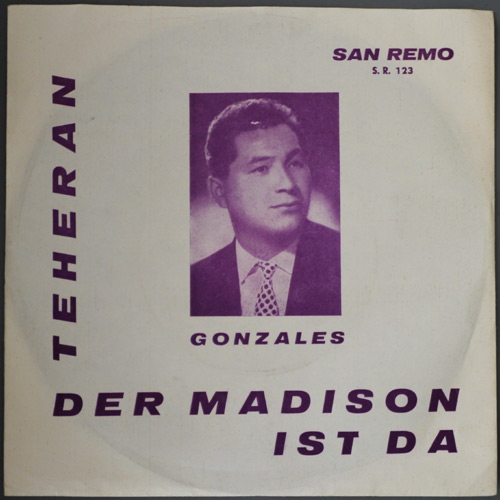 SAN REMO
S. R. 123
TEHERAN
GONZALES
DER MADISON
IST DA